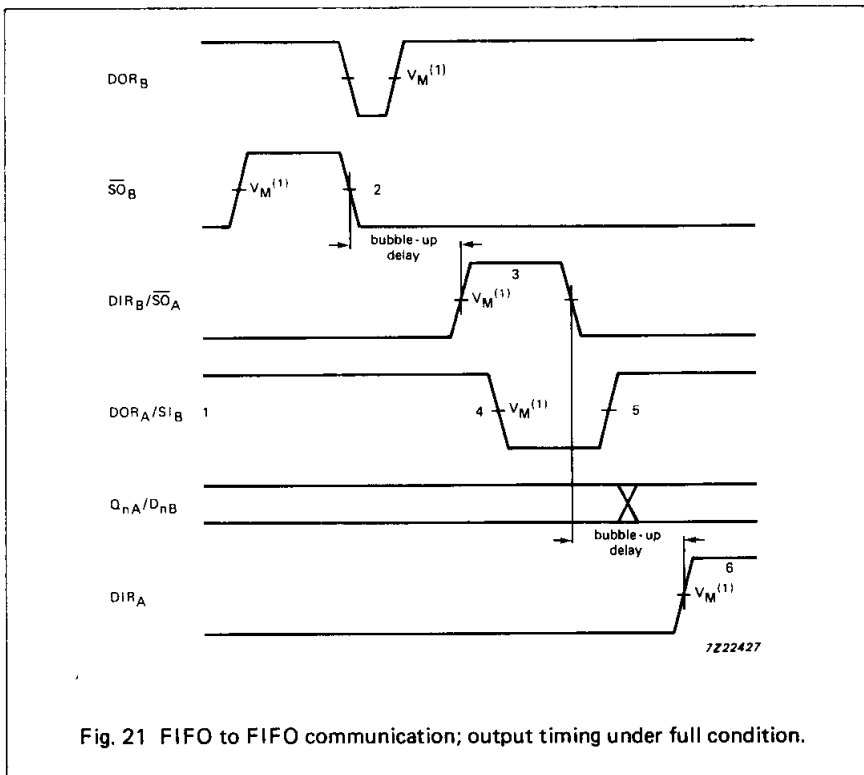 DOR_B
V_M^(1)
S̅O̅_B
V_M^(1)
2
bubble-up
delay
3
DIR_B/S̅O̅_A
V_M^(1)
DOR_A/SI_B
1
4
V_M^(1)
5
Q_nA/D_nB
bubble-up
delay
6
DIR_A
V_M^(1)
7Z22427
Fig. 21 FIFO to FIFO communication; output timing under full condition.